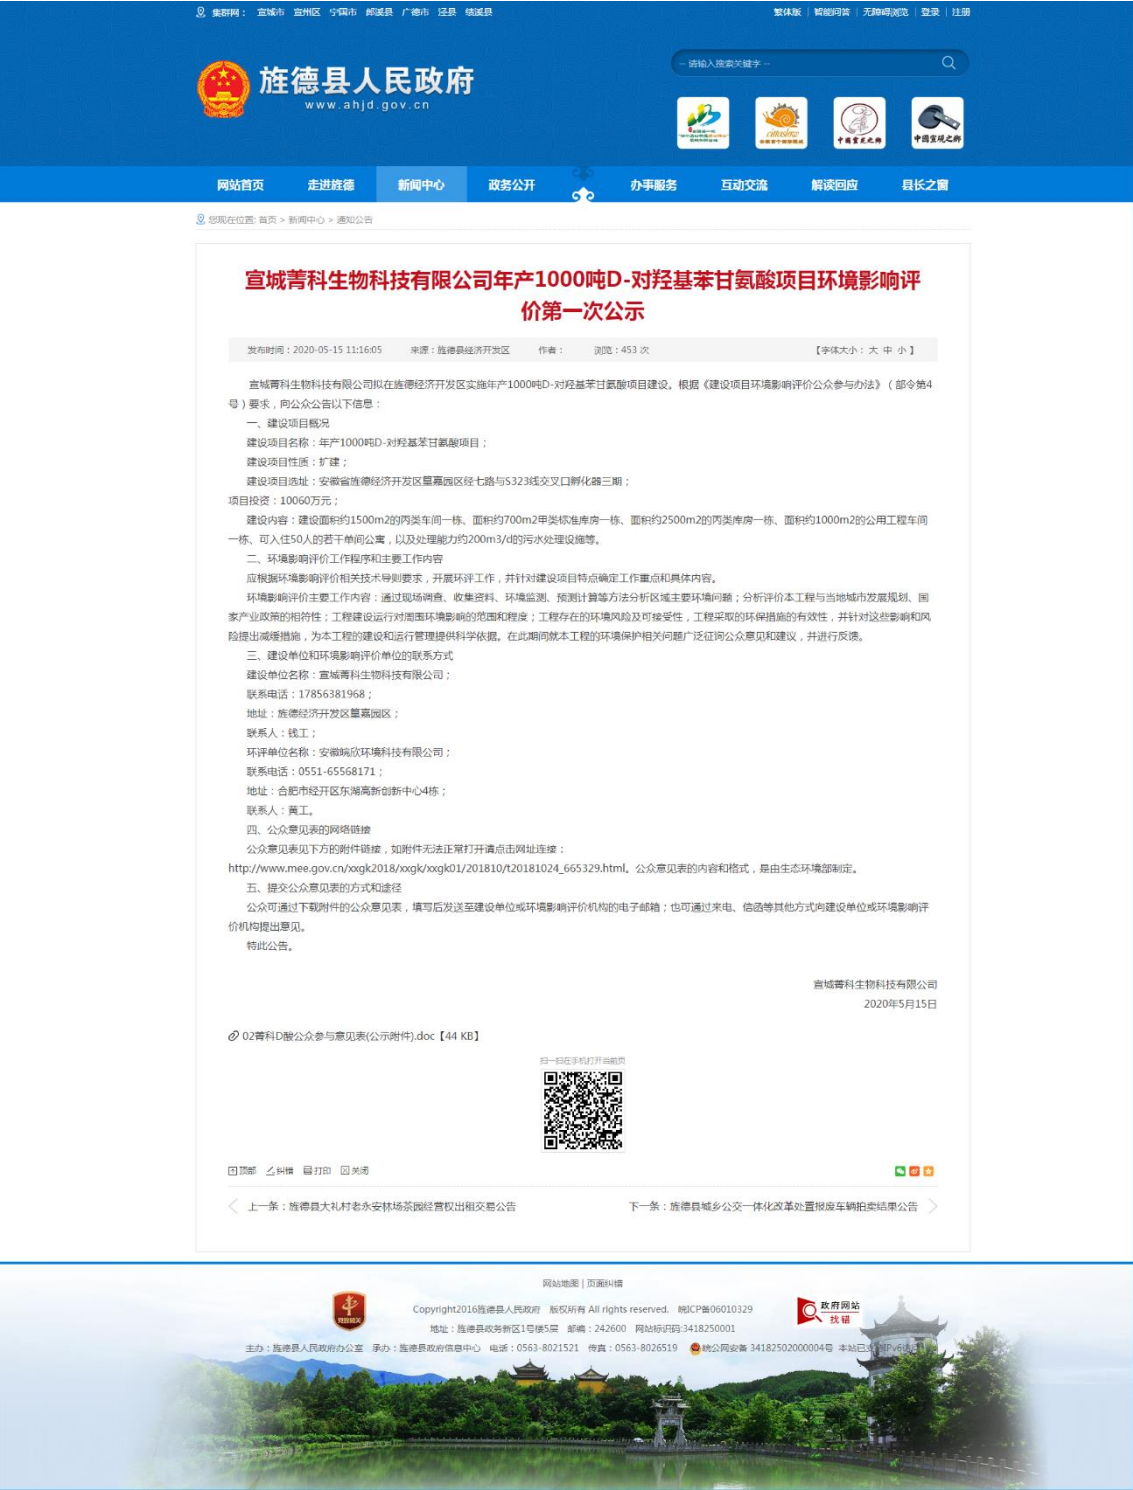 集群网： 宣城市 宣州区 宁国市 郎溪县 广德市 泾县 绩溪县
繁体版 | 智能问答 | 无障碍浏览 | 登录 | 注册
旌德县人民政府
www.ahjd.gov.cn
-- 请输入搜索关键字 --
中国宣砚之乡
网站首页 走进旌德 新闻中心 政务公开 办事服务 互动交流 解读回应 县长之窗
您现在位置: 首页 > 新闻中心 > 通知公告
宣城菁科生物科技有限公司年产1000吨D-对羟基苯甘氨酸项目环境影响评
价第一次公示
发布时间：2020-05-15 11:16:05 来源：旌德县经济开发区 作者： 浏览：453 次 【字体大小：大 中 小】
宣城菁科生物科技有限公司拟在旌德经济开发区实施年产1000吨D-对羟基苯甘氨酸项目建设。根据《建设项目环境影响评价公众参与办法》（部令第4
号）要求，向公众公告以下信息：
一、建设项目概况
建设项目名称：年产1000吨D-对羟基苯甘氨酸项目；
建设项目性质：扩建；
建设项目选址：安徽省旌德经济开发区篁嘉园区经七路与S323线交叉口孵化器三期；
项目投资：10060万元；
建设内容：建设面积约1500m2的丙类车间一栋、面积约700m2甲类标准库房一栋、面积约2500m2的丙类库房一栋、面积约1000m2的公用工程车间
一栋、可入住50人的若干单间公寓，以及处理能力约200m3/d的污水处理设施等。
二、环境影响评价工作程序和主要工作内容
应根据环境影响评价相关技术导则要求，开展环评工作，并针对建设项目特点确定工作重点和具体内容。
环境影响评价主要工作内容：通过现场调查、收集资料、环境监测、预测计算等方法分析区域主要环境问题；分析评价本工程与当地城市发展规划、国
家产业政策的相符性；工程建设运行对周围环境影响的范围和程度；工程存在的环境风险及可接受性，工程采取的环保措施的有效性，并针对这些影响和风
险提出减缓措施，为本工程的建设和运行管理提供科学依据。在此期间就本工程的环境保护相关问题广泛征询公众意见和建议，并进行反馈。
三、建设单位和环境影响评价单位的联系方式
建设单位名称：宣城菁科生物科技有限公司；
联系电话：17856381968；
地址：旌德经济开发区篁嘉园区；
联系人：钱工；
环评单位名称：安徽皖欣环境科技有限公司；
联系电话：0551-65568171；
地址：合肥市经开区东湖高新创新中心4栋；
联系人：黄工。
四、公众意见表的网络链接
公众意见表见下方的附件链接，如附件无法正常打开请点击网址连接：
http://www.mee.gov.cn/xxgk2018/xxgk/xxgk01/201810/t20181024_665329.html。公众意见表的内容和格式，是由生态环境部制定。
五、提交公众意见表的方式和途径
公众可通过下载附件的公众意见表，填写后发送至建设单位或环境影响评价机构的电子邮箱；也可通过来电、信函等其他方式向建设单位或环境影响评
价机构提出意见。
特此公告。
宣城菁科生物科技有限公司
2020年5月15日
02菁科D酸公众参与意见表(公示附件).doc【44 KB】
扫一扫在手机打开当前页
顶部 纠错 打印 关闭
上一条：旌德县大礼村老永安林场茶园经营权出租交易公告
下一条：旌德县城乡公交一体化改革处置报废车辆拍卖结果公告
网站地图 | 页面纠错
党政机关
Copyright2016旌德县人民政府 版权所有 All rights reserved. 皖ICP备06010329
政府网站
找错
地址：旌德县政务新区1号楼5层 邮编：242600 网站标识码:3418250001
主办：旌德县人民政府办公室 承办：旌德县政府信息中心 电话：0563-8021521 传真：0563-8026519 皖公网安备 34182502000004号 本站已支持IPv6访问